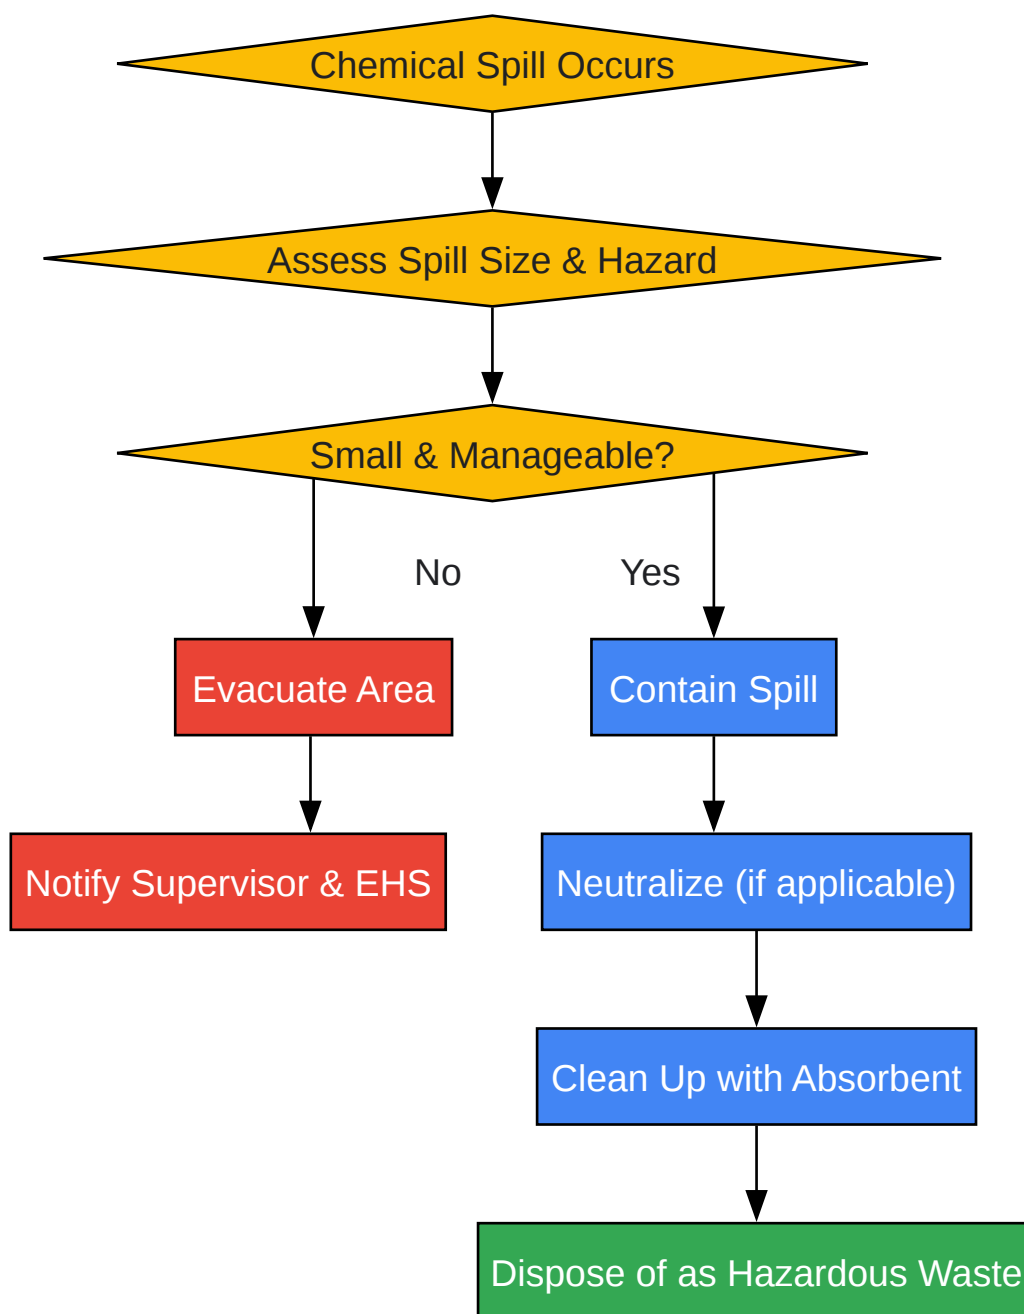 Chemical Spill Occurs
Assess Spill Size & Hazard
Small & Manageable?
No
Yes
Evacuate Area
Contain Spill
Notify Supervisor & EHS
Neutralize (if applicable)
Clean Up with Absorbent
Dispose of as Hazardous Waste